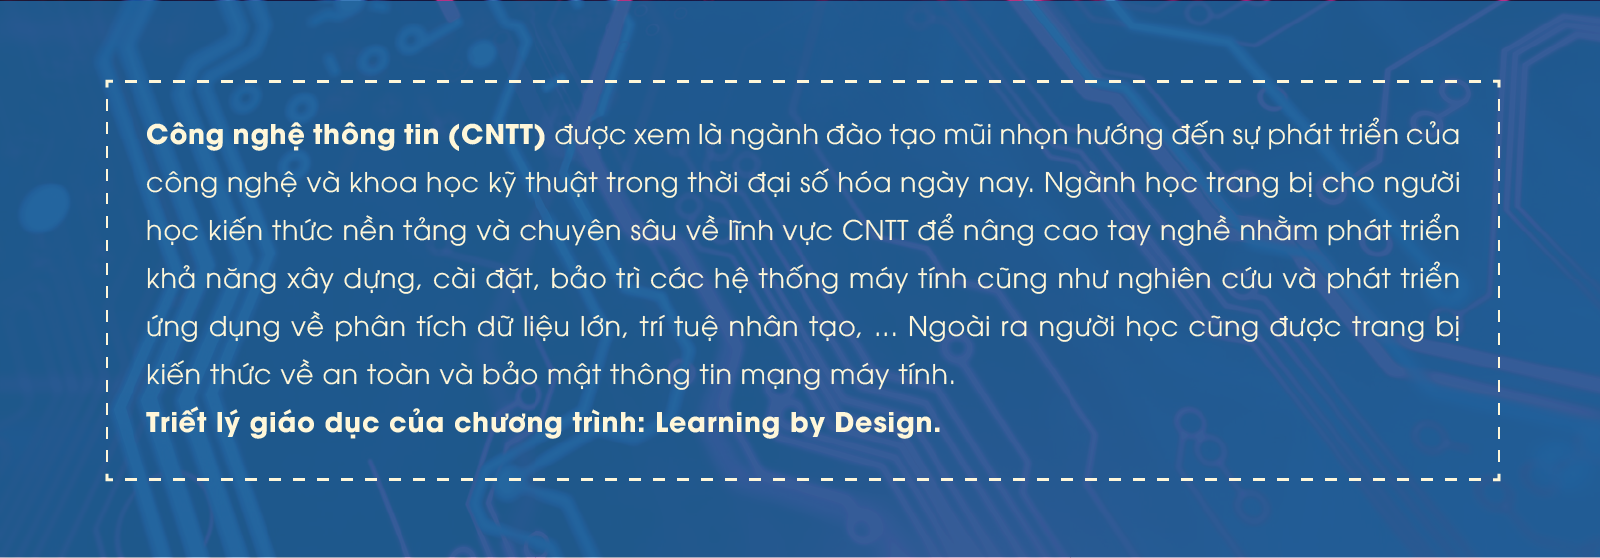 Công nghệ thông tin (CNTT) được xem là ngành đào tạo mũi nhọn hướng đến sự phát triển của
công nghệ và khoa học kỹ thuật trong thời đại số hóa ngày nay. Ngành học trang bị cho người
học kiến thức nền tảng và chuyên sâu về lĩnh vực CNTT để nâng cao tay nghề nhằm phát triển
khả năng xây dựng, cài đặt, bảo trì các hệ thống máy tính cũng như nghiên cứu và phát triển
ứng dụng về phân tích dữ liệu lớn, trí tuệ nhân tạo, ... Ngoài ra người học cũng được trang bị
kiến thức về an toàn và bảo mật thông tin mạng máy tính.
Triết lý giáo dục của chương trình: Learning by Design.